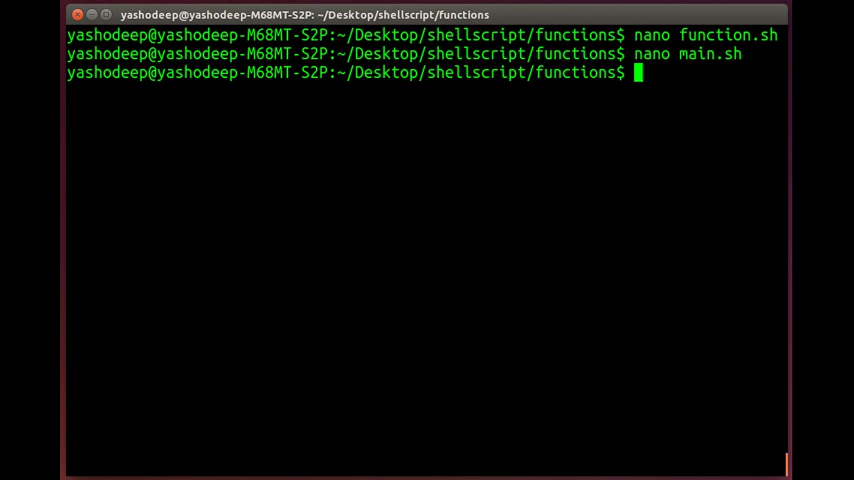 yashodeep@yashodeep-M68MT-S2P: ~/Desktop/shellscript/functions
yashodeep@yashodeep-M68MT-S2P:~/Desktop/shellscript/functions$ nano function.sh
yashodeep@yashodeep-M68MT-S2P:~/Desktop/shellscript/functions$ nano main.sh
yashodeep@yashodeep-M68MT-S2P:~/Desktop/shellscript/functions$